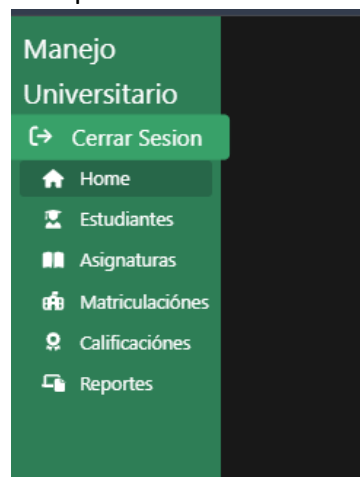 Manejo
Universitario
Cerrar Sesion
Home
Estudiantes
Asignaturas
Matriculaciónes
Calificaciónes
Reportes